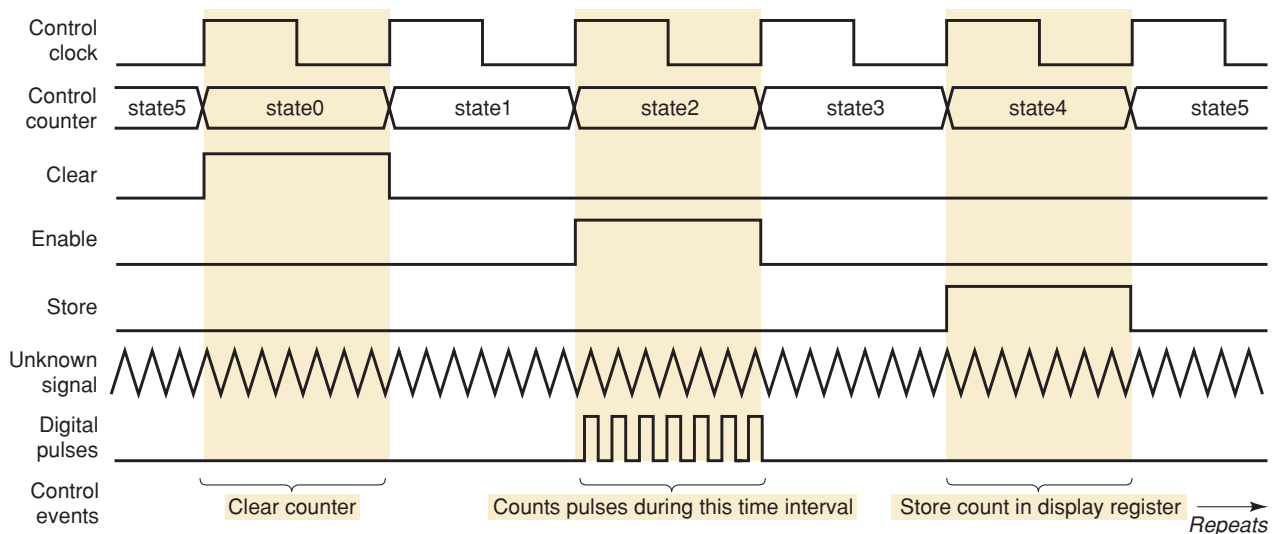 Control
clock
Control
counter
state5 state0 state1 state2 state3 state4 state5
Clear
Enable
Store
Unknown
signal
Digital
pulses
Control
events
Clear counter
Counts pulses during this time interval
Store count in display register
Repeats